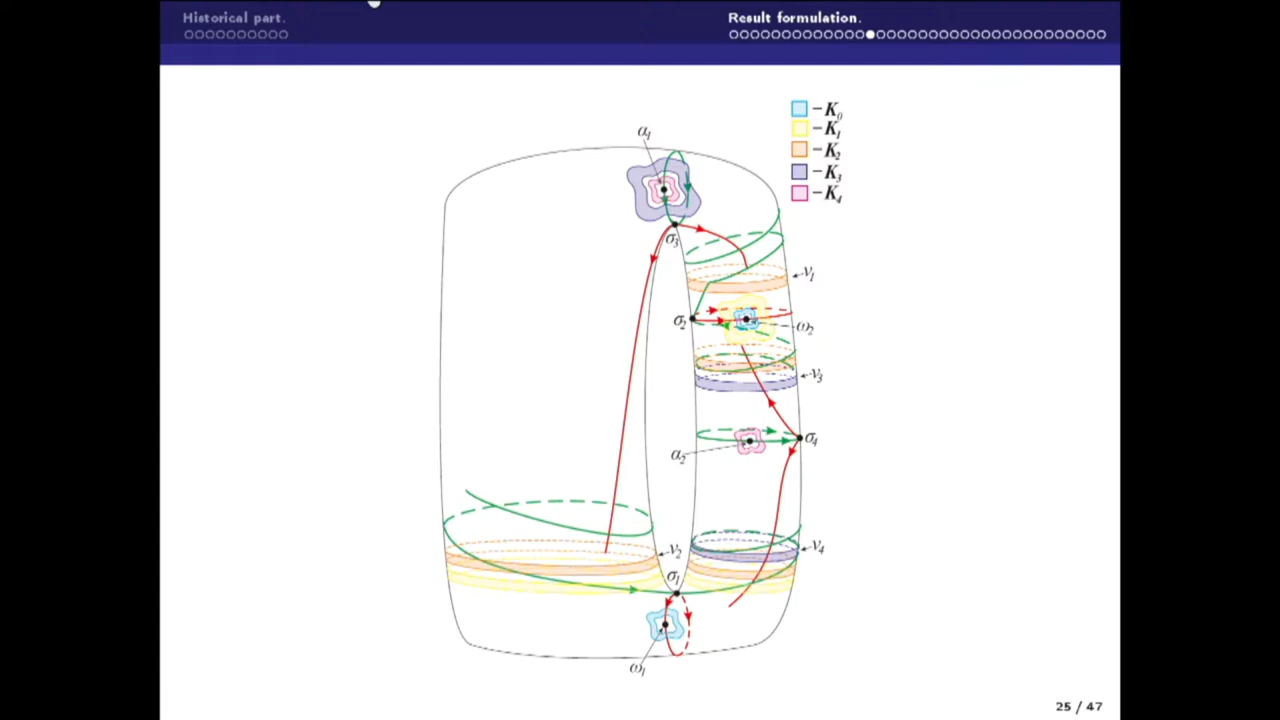 Historical part.
Result formulation.
– K₀
– K₁
– K₂
– K₃
– K₄
α₁
σ₃
ν₁
σ₂
ω₂
ν₃
σ₄
α₂
ν₂
ν₄
σ₁
ω₁
25 / 47